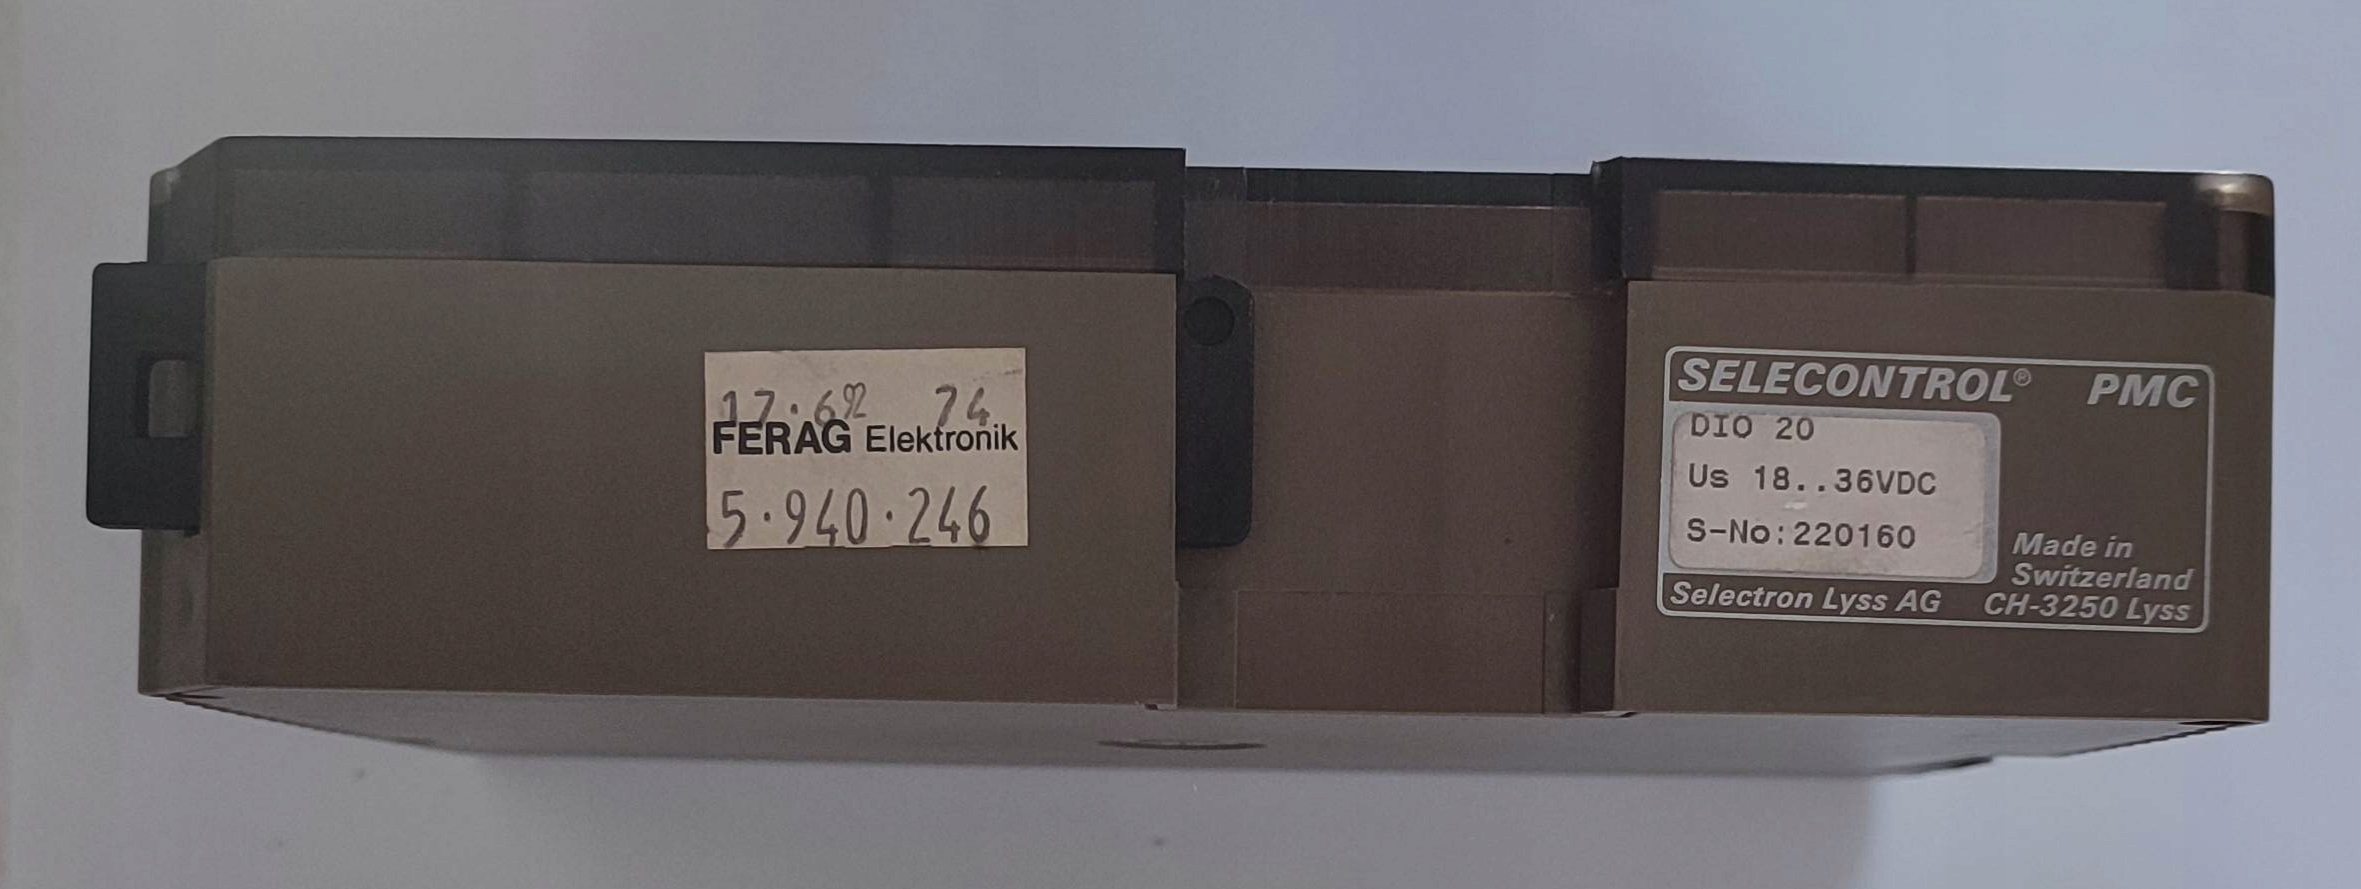 17.6 92 74
FERAG Elektronik
5.940.246
SELECONTROL® PMC
DIO 20
Us 18..36VDC
S-No:220160
Made in
Switzerland
Selectron Lyss AG CH-3250 Lyss